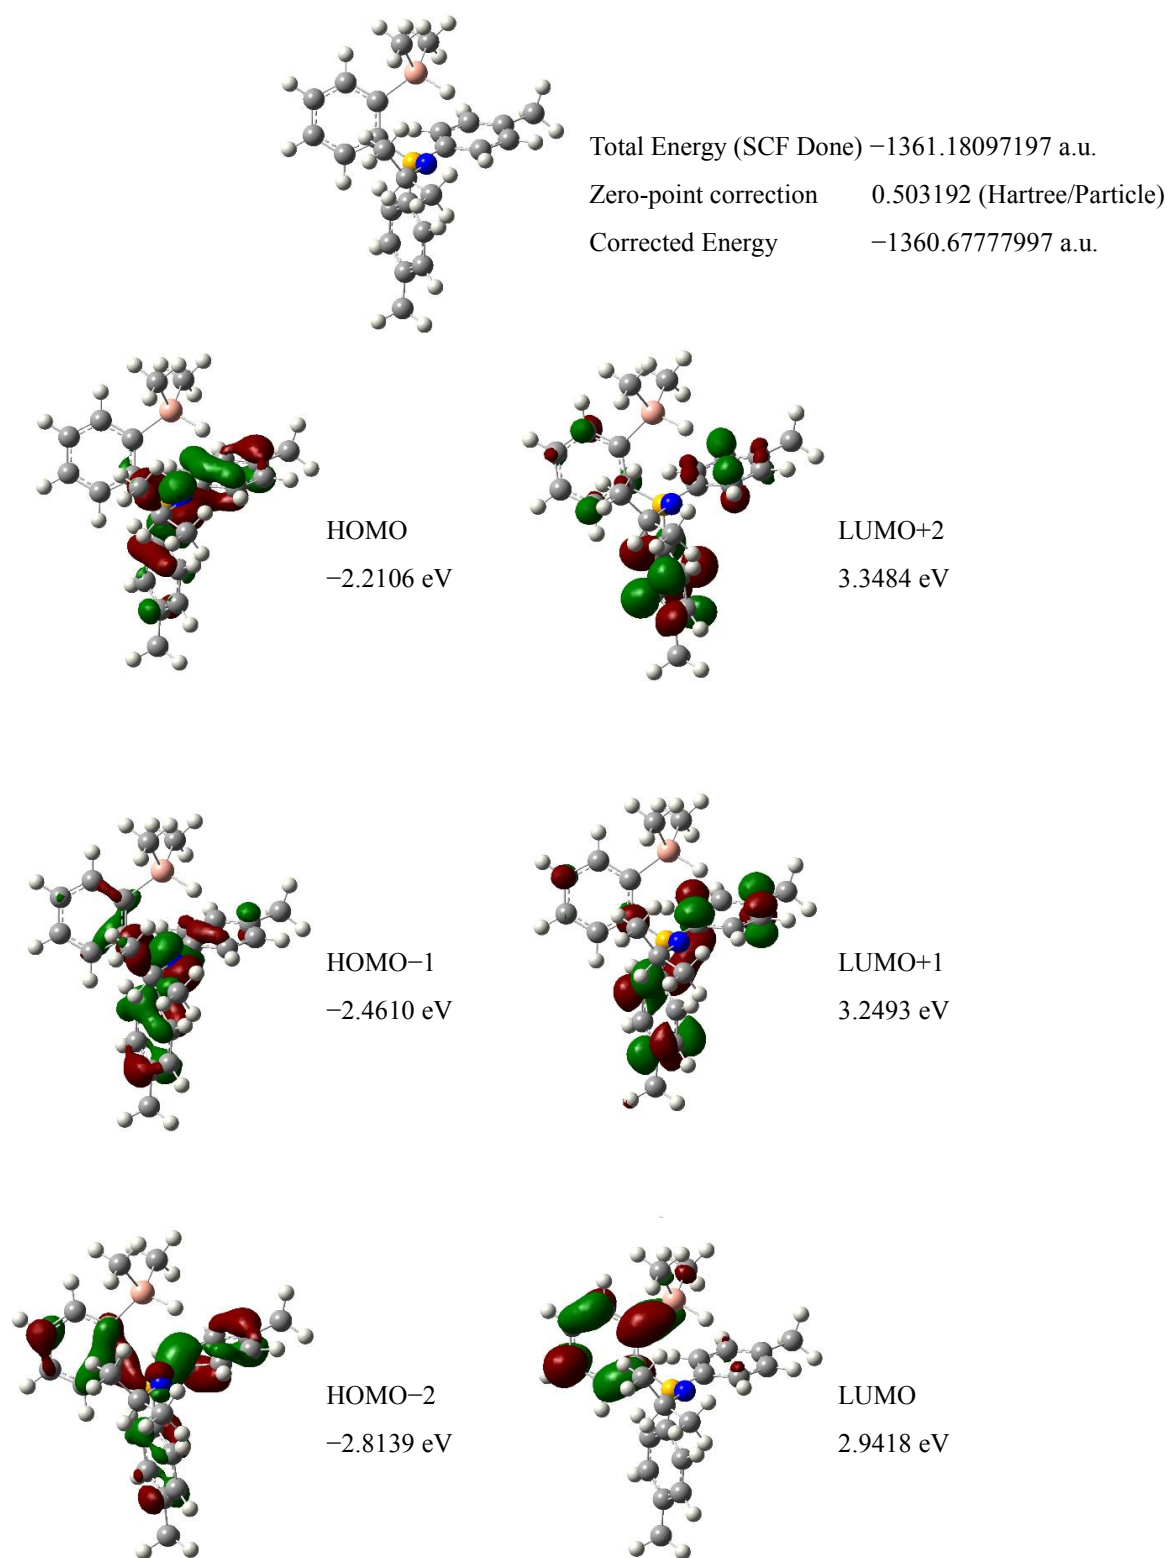 Total Energy (SCF Done) −1361.18097197 a.u.
Zero-point correction 0.503192 (Hartree/Particle)
Corrected Energy −1360.67777997 a.u.
HOMO
−2.2106 eV
LUMO+2
3.3484 eV
HOMO−1
−2.4610 eV
LUMO+1
3.2493 eV
HOMO−2
−2.8139 eV
LUMO
2.9418 eV